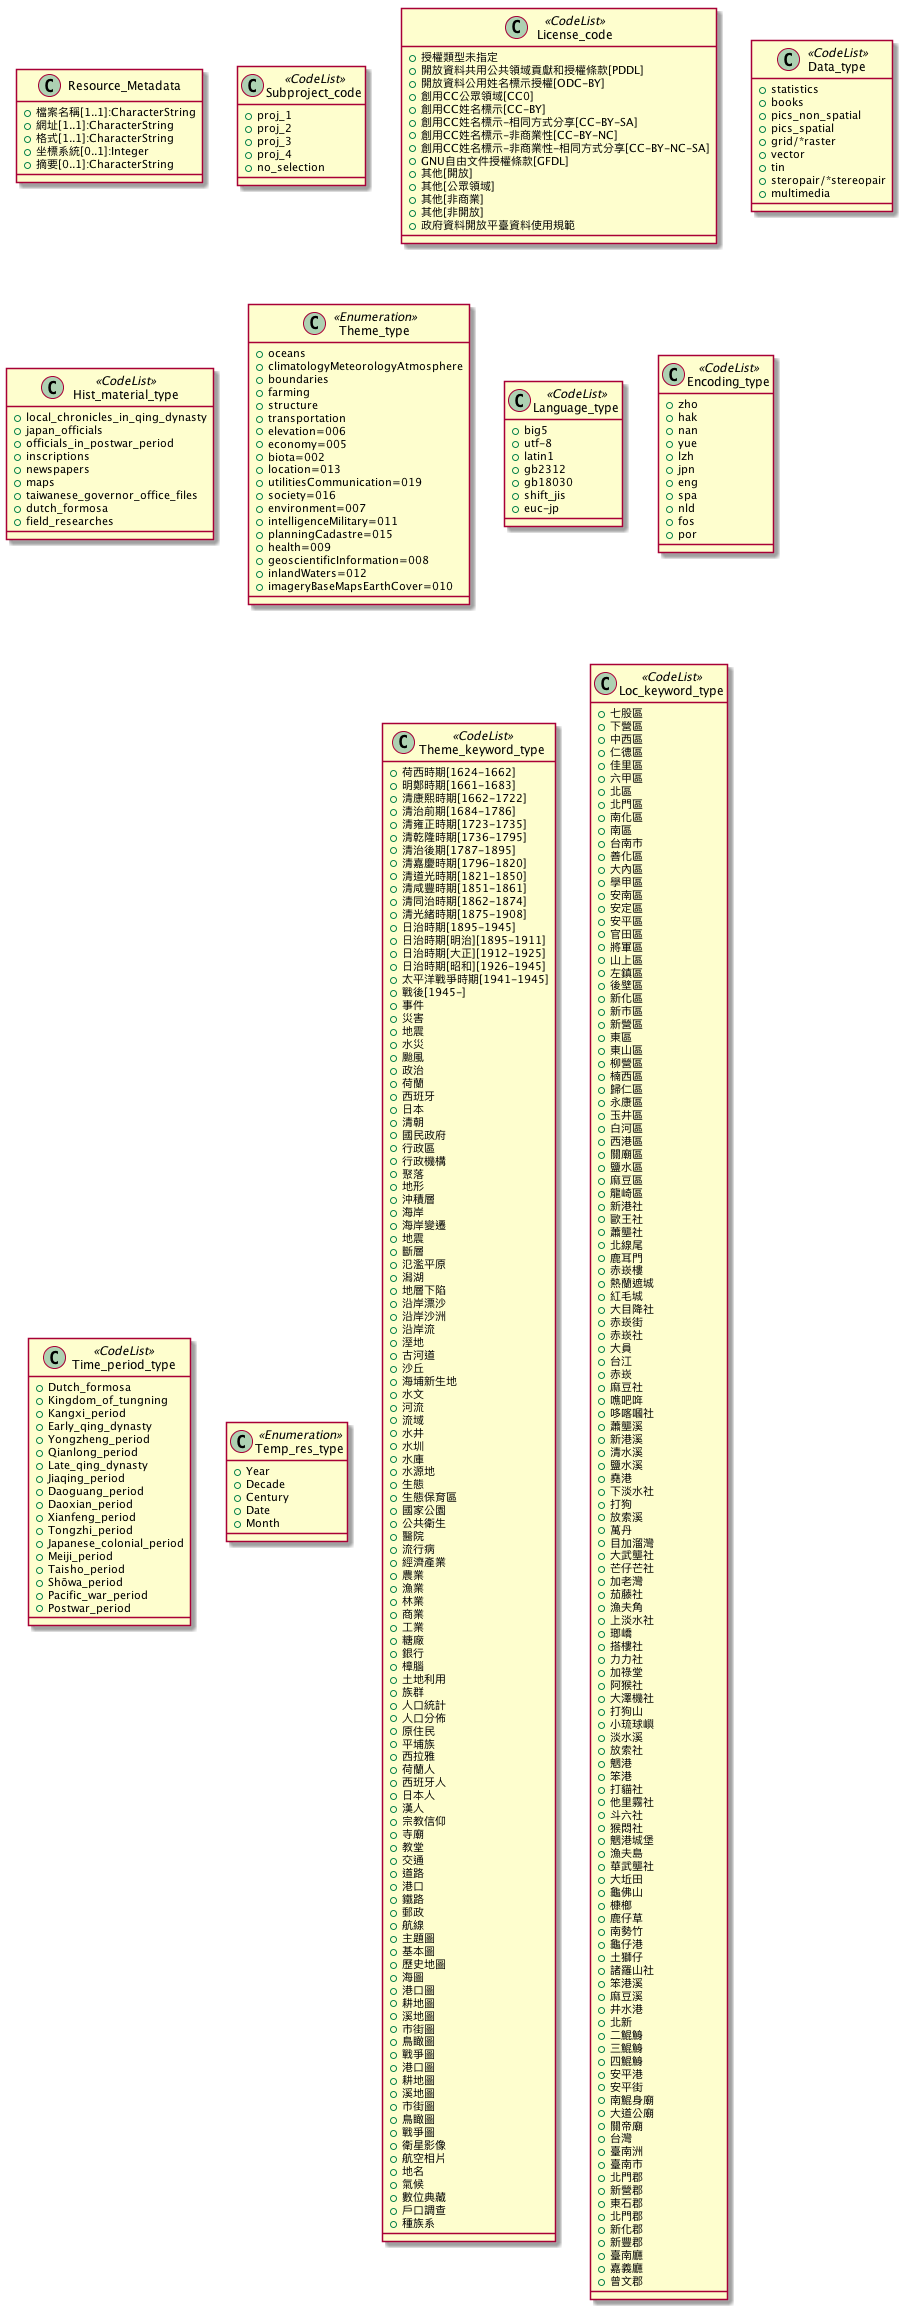 Resource_Metadata
檔案名稱[1..1]:CharacterString
網址[1..1]:CharacterString
格式[1..1]:CharacterString
坐標系統[0..1]:Integer
摘要[0..1]:CharacterString
«CodeList»
Subproject_code
proj_1
proj_2
proj_3
proj_4
no_selection
«CodeList»
License_code
授權類型未指定
開放資料共用公共領域貢獻和授權條款[PDDL]
開放資料公用姓名標示授權[ODC-BY]
創用CC公眾領域[CC0]
創用CC姓名標示[CC-BY]
創用CC姓名標示-相同方式分享[CC-BY-SA]
創用CC姓名標示-非商業性[CC-BY-NC]
創用CC姓名標示-非商業性-相同方式分享[CC-BY-NC-SA]
GNU自由文件授權條款[GFDL]
其他[開放]
其他[公眾領域]
其他[非商業]
其他[非開放]
政府資料開放平臺資料使用規範
«CodeList»
Data_type
statistics
books
pics_non_spatial
pics_spatial
grid/*raster
vector
tin
steropair/*stereopair
multimedia
«CodeList»
Hist_material_type
local_chronicles_in_qing_dynasty
japan_officials
officials_in_postwar_period
inscriptions
newspapers
maps
taiwanese_governor_office_files
dutch_formosa
field_researches
«Enumeration»
Theme_type
oceans
climatologyMeteorologyAtmosphere
boundaries
farming
structure
transportation
elevation=006
economy=005
biota=002
location=013
utilitiesCommunication=019
society=016
environment=007
intelligenceMilitary=011
planningCadastre=015
health=009
geoscientificInformation=008
inlandWaters=012
imageryBaseMapsEarthCover=010
«CodeList»
Language_type
big5
utf-8
latin1
gb2312
gb18030
shift_jis
euc-jp
«CodeList»
Encoding_type
zho
hak
nan
yue
lzh
jpn
eng
spa
nld
fos
por
«CodeList»
Time_period_type
Dutch_formosa
Kingdom_of_tungning
Kangxi_period
Early_qing_dynasty
Yongzheng_period
Qianlong_period
Late_qing_dynasty
Jiaqing_period
Daoguang_period
Daoxian_period
Xianfeng_period
Tongzhi_period
Japanese_colonial_period
Meiji_period
Taisho_period
Shōwa_period
Pacific_war_period
Postwar_period
«Enumeration»
Temp_res_type
Year
Decade
Century
Date
Month
«CodeList»
Theme_keyword_type
荷西時期[1624-1662]
明鄭時期[1661-1683]
清康熙時期[1662-1722]
清治前期[1684-1786]
清雍正時期[1723-1735]
清乾隆時期[1736-1795]
清治後期[1787-1895]
清嘉慶時期[1796-1820]
清道光時期[1821-1850]
清咸豐時期[1851-1861]
清同治時期[1862-1874]
清光緒時期[1875-1908]
日治時期[1895-1945]
日治時期[明治][1895-1911]
日治時期[大正][1912-1925]
日治時期[昭和][1926-1945]
太平洋戰爭時期[1941-1945]
戰後[1945-]
事件
災害
地震
水災
颱風
政治
荷蘭
西班牙
日本
清朝
國民政府
行政區
行政機構
聚落
地形
沖積層
海岸
海岸變遷
地震
斷層
氾濫平原
潟湖
地層下陷
沿岸漂沙
沿岸沙洲
沿岸流
溼地
古河道
沙丘
海埔新生地
水文
河流
流域
水井
水圳
水庫
水源地
生態
生態保育區
國家公園
公共衛生
醫院
流行病
經濟產業
農業
漁業
林業
商業
工業
糖廠
銀行
樟腦
土地利用
族群
人口統計
人口分佈
原住民
平埔族
西拉雅
荷蘭人
西班牙人
日本人
漢人
宗教信仰
寺廟
教堂
交通
道路
港口
鐵路
郵政
航線
主題圖
基本圖
歷史地圖
海圖
港口圖
耕地圖
溪地圖
市街圖
鳥瞰圖
戰爭圖
港口圖
耕地圖
溪地圖
市街圖
鳥瞰圖
戰爭圖
衛星影像
航空相片
地名
氣候
數位典藏
戶口調查
種族系
«CodeList»
Loc_keyword_type
七股區
下營區
中西區
仁德區
佳里區
六甲區
北區
北門區
南化區
南區
台南市
善化區
大內區
學甲區
安南區
安定區
安平區
官田區
將軍區
山上區
左鎮區
後壁區
新化區
新市區
新營區
東區
東山區
柳營區
楠西區
歸仁區
永康區
玉井區
白河區
西港區
關廟區
鹽水區
麻豆區
龍崎區
新港社
歐王社
蕭壟社
北線尾
鹿耳門
赤崁樓
熱蘭遮城
紅毛城
大目降社
赤崁街
赤崁社
大員
台江
赤崁
麻豆社
噍吧哖
哆喀嘓社
蕭壟溪
新港溪
清水溪
鹽水溪
堯港
下淡水社
打狗
放索溪
萬丹
目加溜灣
大武壟社
芒仔芒社
加老灣
茄藤社
漁夫角
上淡水社
瑯嶠
搭樓社
力力社
加祿堂
阿猴社
大澤機社
打狗山
小琉球嶼
淡水溪
放索社
魍港
笨港
打貓社
他里霧社
斗六社
猴悶社
魍港城堡
漁夫島
華武壟社
大坵田
龜佛山
槺榔
鹿仔草
南勢竹
龜仔港
土獅仔
諸羅山社
笨港溪
麻豆溪
井水港
北新
二鯤鯓
三鯤鯓
四鯤鯓
安平港
安平街
南鯤身廟
大道公廟
關帝廟
台灣
臺南洲
臺南市
北門郡
新營郡
東石郡
北門郡
新化郡
新豐郡
臺南廳
嘉義廳
曾文郡